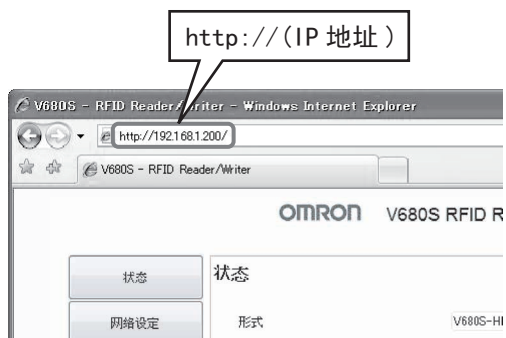 http://(IP 地址)
V680S - RFID Reader/Writer - Windows Internet Explorer
http://192.168.1.200/
V680S - RFID Reader/Writer
OMRON V680S RFID R
状态
状态
网络设定
形式
V680S-H